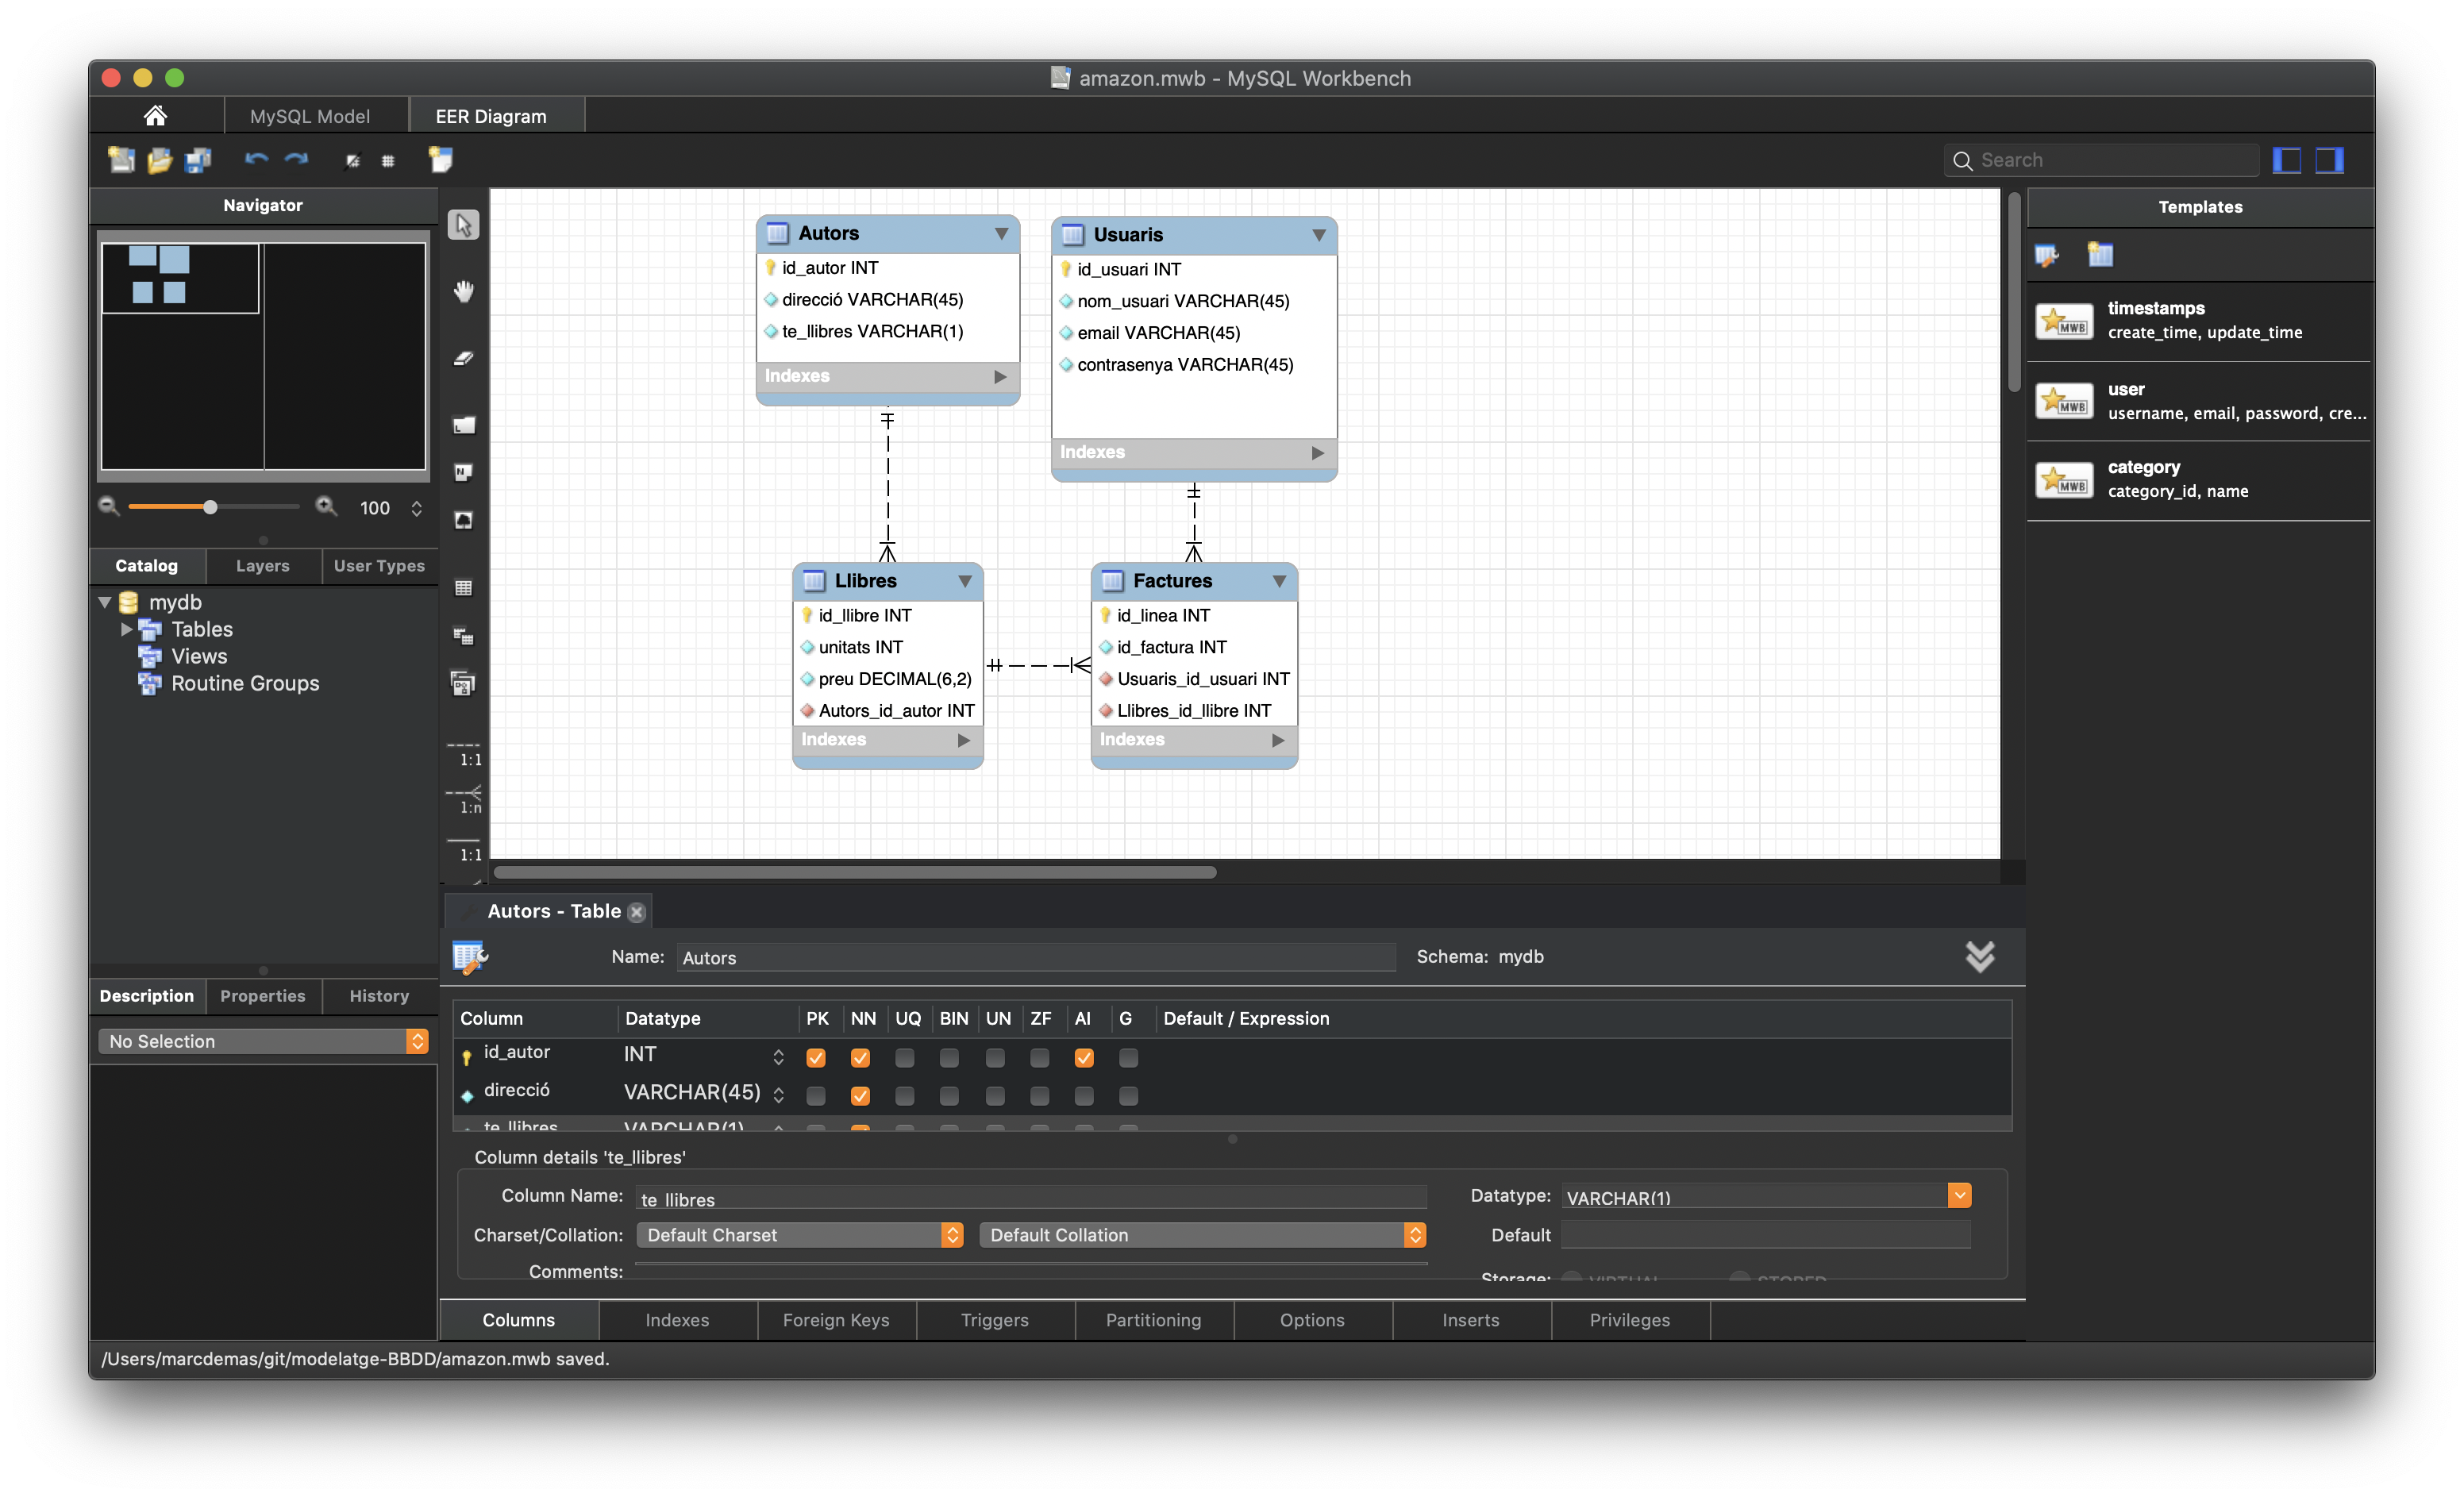 amazon.mwb - MySQL Workbench
MySQL Model
EER Diagram
Search
Navigator
100
Catalog
Layers
User Types
mydb
Tables
Views
Routine Groups
Description
Properties
History
No Selection
L
N
1:1
1:n
1:1
Autors
id_autor INT
direcció VARCHAR(45)
te_llibres VARCHAR(1)
Indexes
Usuaris
id_usuari INT
nom_usuari VARCHAR(45)
email VARCHAR(45)
contrasenya VARCHAR(45)
Indexes
Llibres
id_llibre INT
unitats INT
preu DECIMAL(6,2)
Autors_id_autor INT
Indexes
Factures
id_linea INT
id_factura INT
Usuaris_id_usuari INT
Llibres_id_llibre INT
Indexes
Templates
MWB
timestamps
create_time, update_time
MWB
user
username, email, password, cre...
MWB
category
category_id, name
Autors - Table
Name: Autors
Schema: mydb
Column Datatype PK NN UQ BIN UN ZF AI G Default / Expression
id_autor INT
direcció VARCHAR(45)
te_llibres VARCHAR(1)
Column details 'te_llibres'
Column Name: te_llibres
Datatype: VARCHAR(1)
Charset/Collation: Default Charset Default Collation
Default
Comments:
Storage: VIRTUAL STORED
Columns
Indexes
Foreign Keys
Triggers
Partitioning
Options
Inserts
Privileges
/Users/marcdemas/git/modelatge-BBDD/amazon.mwb saved.